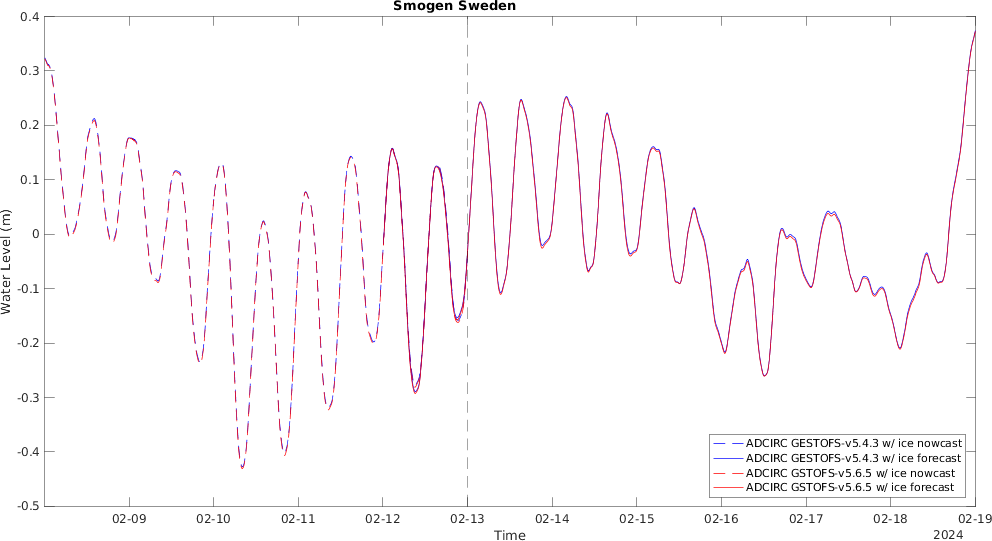 Smogen Sweden
0.4
0.3
0.2
0.1
0
-0.1
-0.2
-0.3
-0.4
-0.5
Water Level (m)
ADCIRC GESTOFS-v5.4.3 w/ ice nowcast
ADCIRC GESTOFS-v5.4.3 w/ ice forecast
ADCIRC GSTOFS-v5.6.5 w/ ice nowcast
ADCIRC GSTOFS-v5.6.5 w/ ice forecast
02-09 02-10 02-11 02-12 02-13 02-14 02-15 02-16 02-17 02-18 02-19
Time
2024